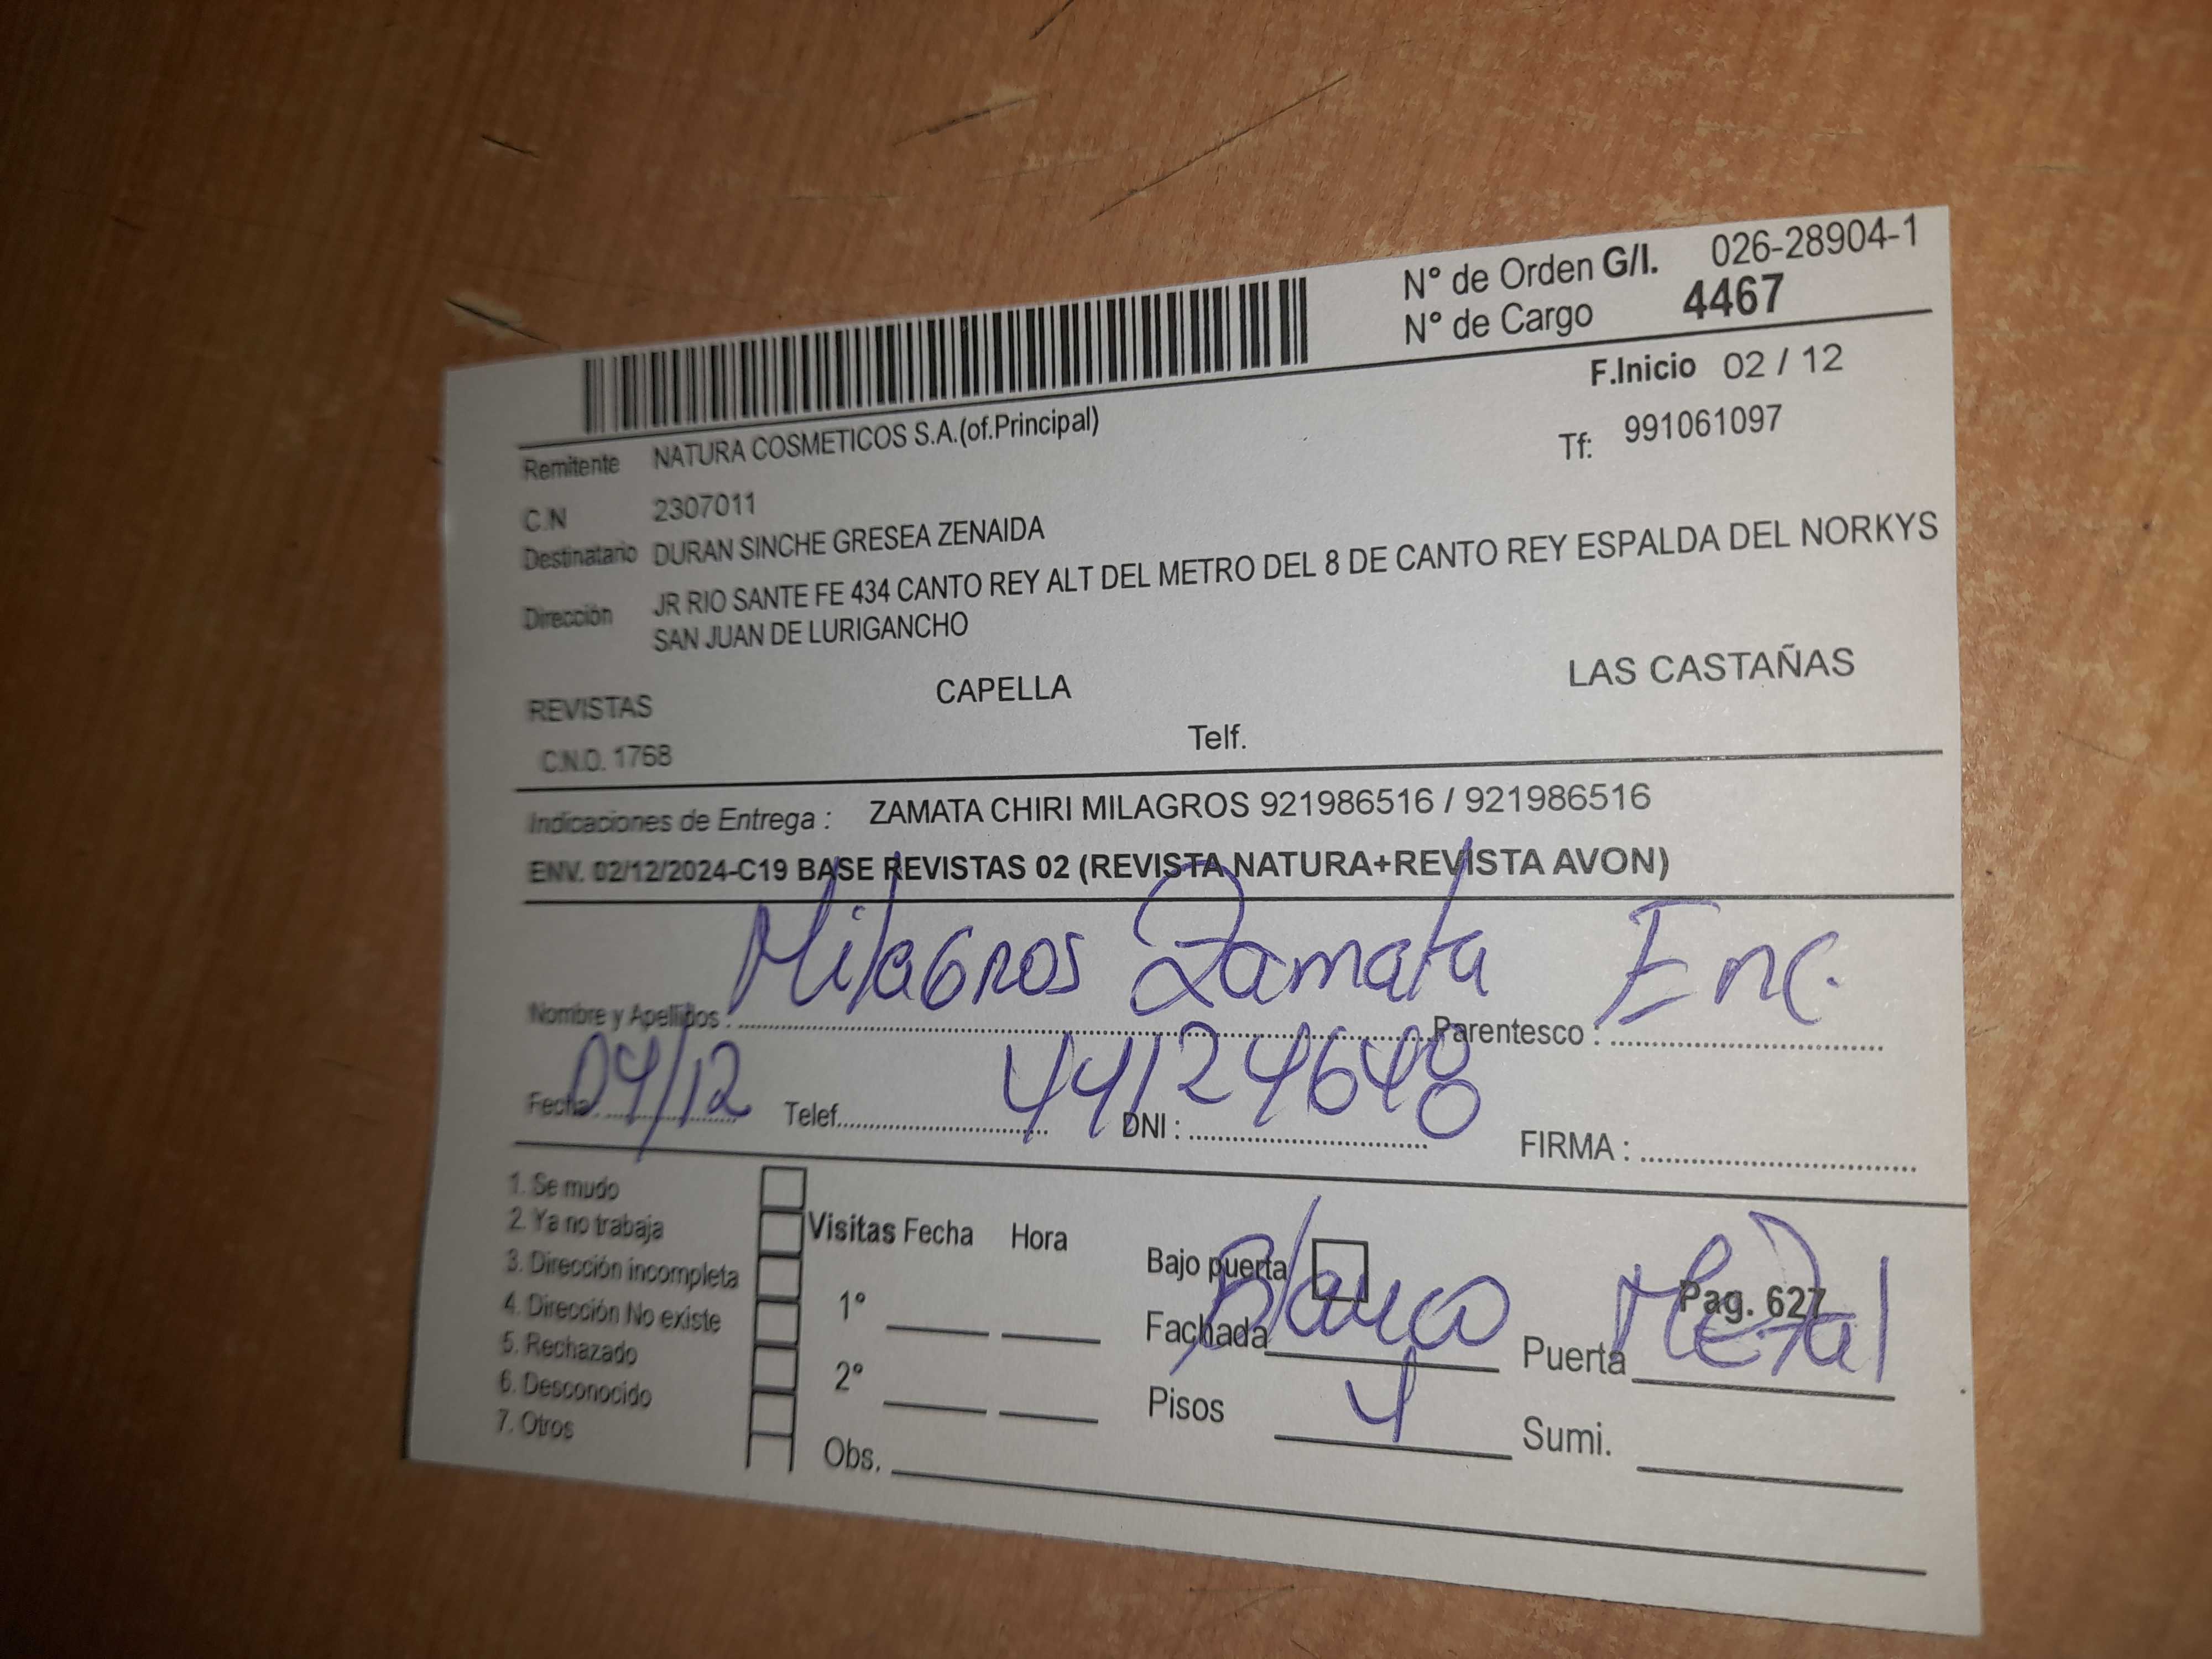 N° de Orden G/I. 026-28904-1
N° de Cargo 4467
F.Inicio 02 / 12
Remitente NATURA COSMETICOS S.A.(of.Principal)
Tf: 991061097
C.N 2307011
Destinatario DURAN SINCHE GRESEA ZENAIDA
Dirección JR RIO SANTE FE 434 CANTO REY ALT DEL METRO DEL 8 DE CANTO REY ESPALDA DEL NORKYS
SAN JUAN DE LURIGANCHO
REVISTAS CAPELLA LAS CASTAÑAS
C.N.O. 1768 Telf.
Indicaciones de Entrega : ZAMATA CHIRI MILAGROS 921986516 / 921986516
ENV. 02/12/2024-C19 BASE REVISTAS 02 (REVISTA NATURA+REVISTA AVON)
Nombre y Apellidos : Milagros Zamata Parentesco : Enc.
Fecha 04/12 Telef. DNI : 44124648 FIRMA :
1. Se mudo
2. Ya no trabaja
3. Dirección incompleta
4. Dirección No existe
5. Rechazado
6. Desconocido
7. Otros
Visitas Fecha Hora
1°
2°
Obs.
Bajo puerta
Pag. 627
Fachada Blanco Puerta Metal
Pisos 4 Sumi.